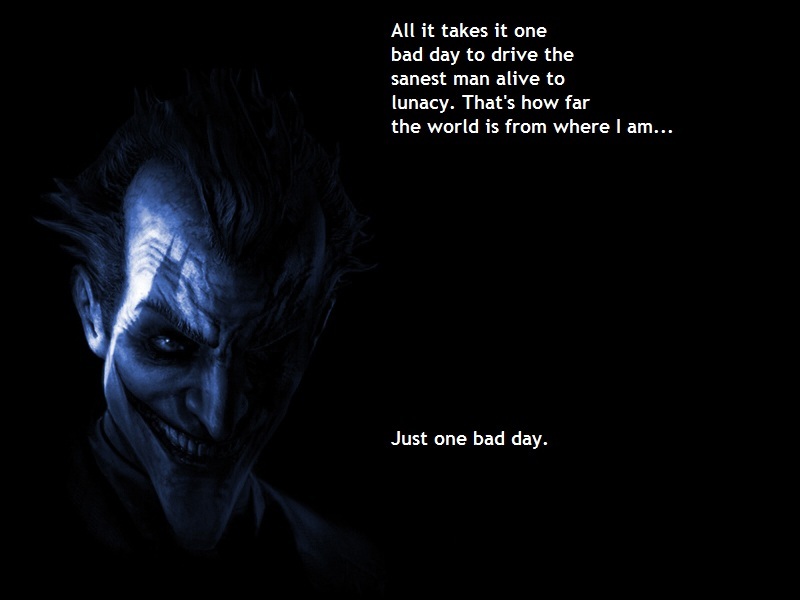 All it takes it one
bad day to drive the
sanest man alive to
lunacy. That's how far
the world is from where I am...
Just one bad day.